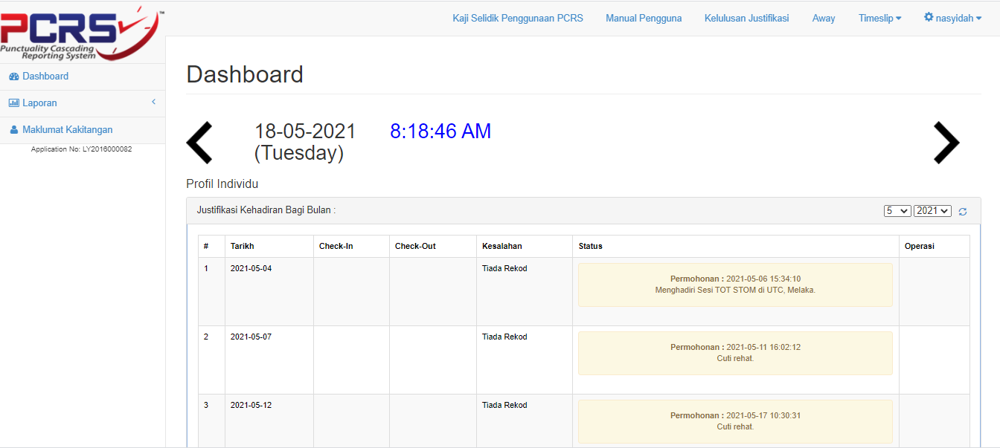 PCRS™
Punctuality Cascading
Reporting System
Kaji Selidik Penggunaan PCRS
Manual Pengguna
Kelulusan Justifikasi
Away
Timeslip
nasyidah
Dashboard
Laporan
Maklumat Kakitangan
Application No: LY2016000082
Dashboard
18-05-2021 8:18:46 AM
(Tuesday)
Profil Individu
Justifikasi Kehadiran Bagi Bulan : 5 2021
# Tarikh Check-In Check-Out Kesalahan Status Operasi
1 2021-05-04 Tiada Rekod
Permohonan : 2021-05-06 15:34:10
Menghadiri Sesi TOT STOM di UTC, Melaka.
2 2021-05-07 Tiada Rekod
Permohonan : 2021-05-11 16:02:12
Cuti rehat.
3 2021-05-12 Tiada Rekod
Permohonan : 2021-05-17 10:30:31
Cuti rehat.